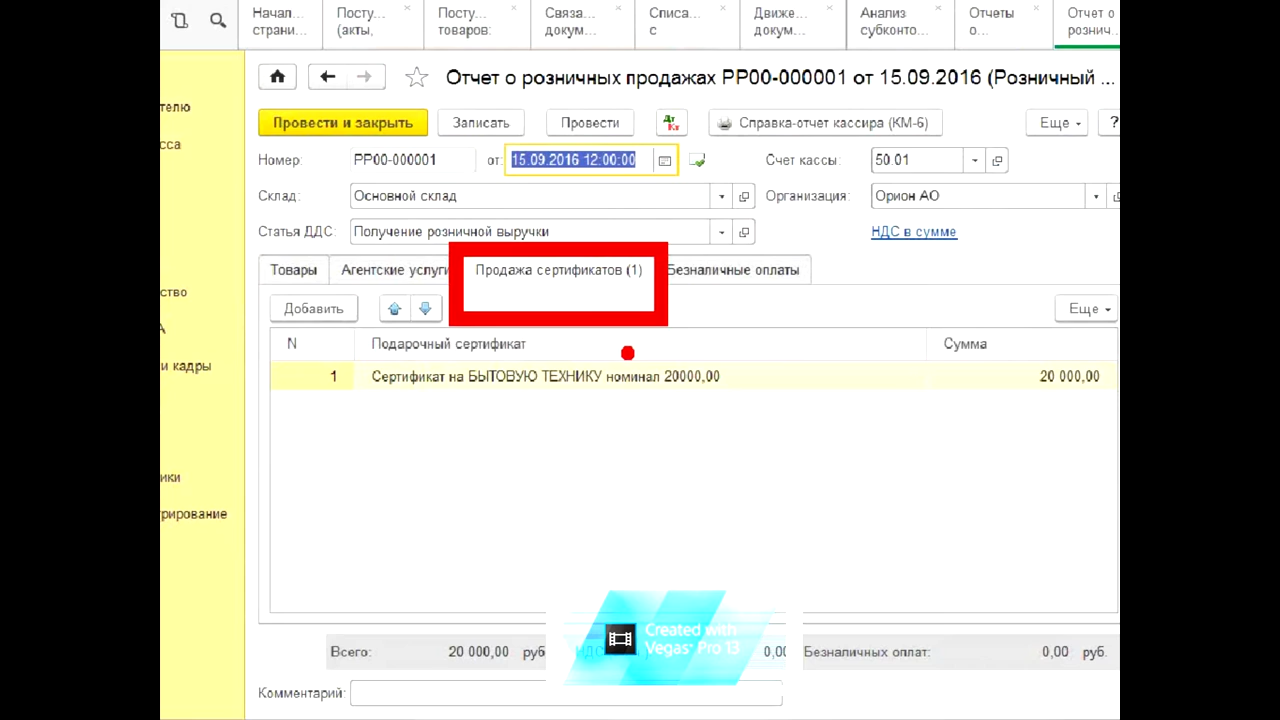 Начал... Посту... Посту... Связа... Списа... Движе... Анализ Отчеты Отчет о
страни... (акты, товаров: докум... с докум... субконто... о... рознич...
Отчет о розничных продажах РР00-000001 от 15.09.2016 (Розничный ...
телю
Провести и закрыть Записать Провести Дт Кт Справка-отчет кассира (КМ-6) Еще ?
сса
Номер: РР00-000001 от: 15.09.2016 12:00:00 Счет кассы: 50.01
Склад: Основной склад Организация: Орион АО
Статья ДДС: Получение розничной выручки НДС в сумме
Товары Агентские услуги Продажа сертификатов (1) Безналичные оплаты
ство
Добавить Еще
А
N Подарочный сертификат Сумма
и кадры
1 Сертификат на БЫТОВУЮ ТЕХНИКУ номинал 20000,00 20 000,00
ики
рирование
Created with
Vegas Pro 13
Всего: 20 000,00 руб НДС 0,00 Безналичных оплат: 0,00 руб.
Комментарий: